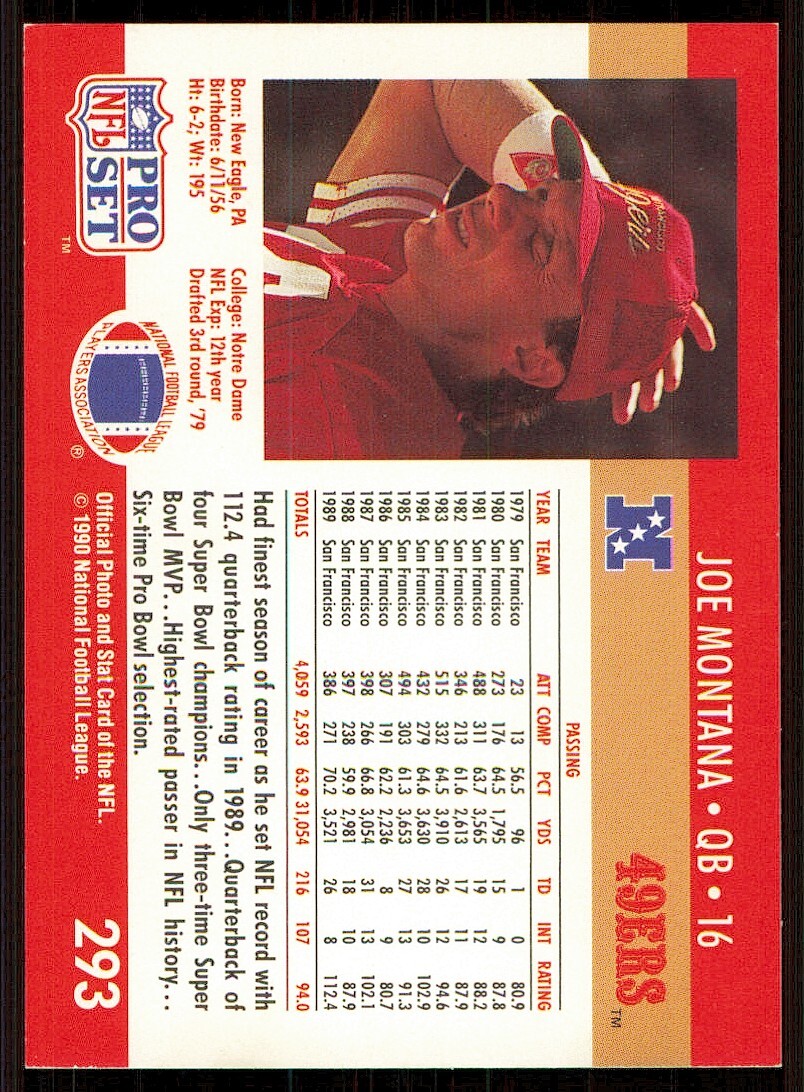 JOE MONTANA • QB • 16
49ERS™
N
49ers
PASSING
YEAR TEAM ATT COMP PCT YDS TD INT RATING
1979 San Francisco 23 13 56.5 96 1 0 80.9
1980 San Francisco 273 176 64.5 1,795 15 9 87.8
1981 San Francisco 488 311 63.7 3,565 19 12 88.2
1982 San Francisco 346 213 61.6 2,613 17 11 87.9
1983 San Francisco 515 332 64.5 3,910 26 12 94.6
1984 San Francisco 432 279 64.6 3,630 28 10 102.9
1985 San Francisco 494 303 61.3 3,653 27 13 91.3
1986 San Francisco 307 191 62.2 2,236 8 9 80.7
1987 San Francisco 398 266 66.8 3,054 31 13 102.1
1988 San Francisco 397 238 59.9 2,981 18 10 87.9
1989 San Francisco 386 271 70.2 3,521 26 8 112.4
TOTALS 4,059 2,593 63.9 31,054 216 107 94.0
Born: New Eagle, PA
Birthdate: 6/11/56
Ht: 6-2; Wt: 195
College: Notre Dame
NFL Exp: 12th year
Drafted 3rd round, '79
Had finest season of career as he set NFL record with
112.4 quarterback rating in 1989...Quarterback of
four Super Bowl champions...Only three-time Super
Bowl MVP...Highest-rated passer in NFL history...
Six-time Pro Bowl selection.
NFL PRO SET™
NATIONAL FOOTBALL LEAGUE
PLAYERS ASSOCIATION®
Official Photo and Stat Card of the NFL.
© 1990 National Football League.
293